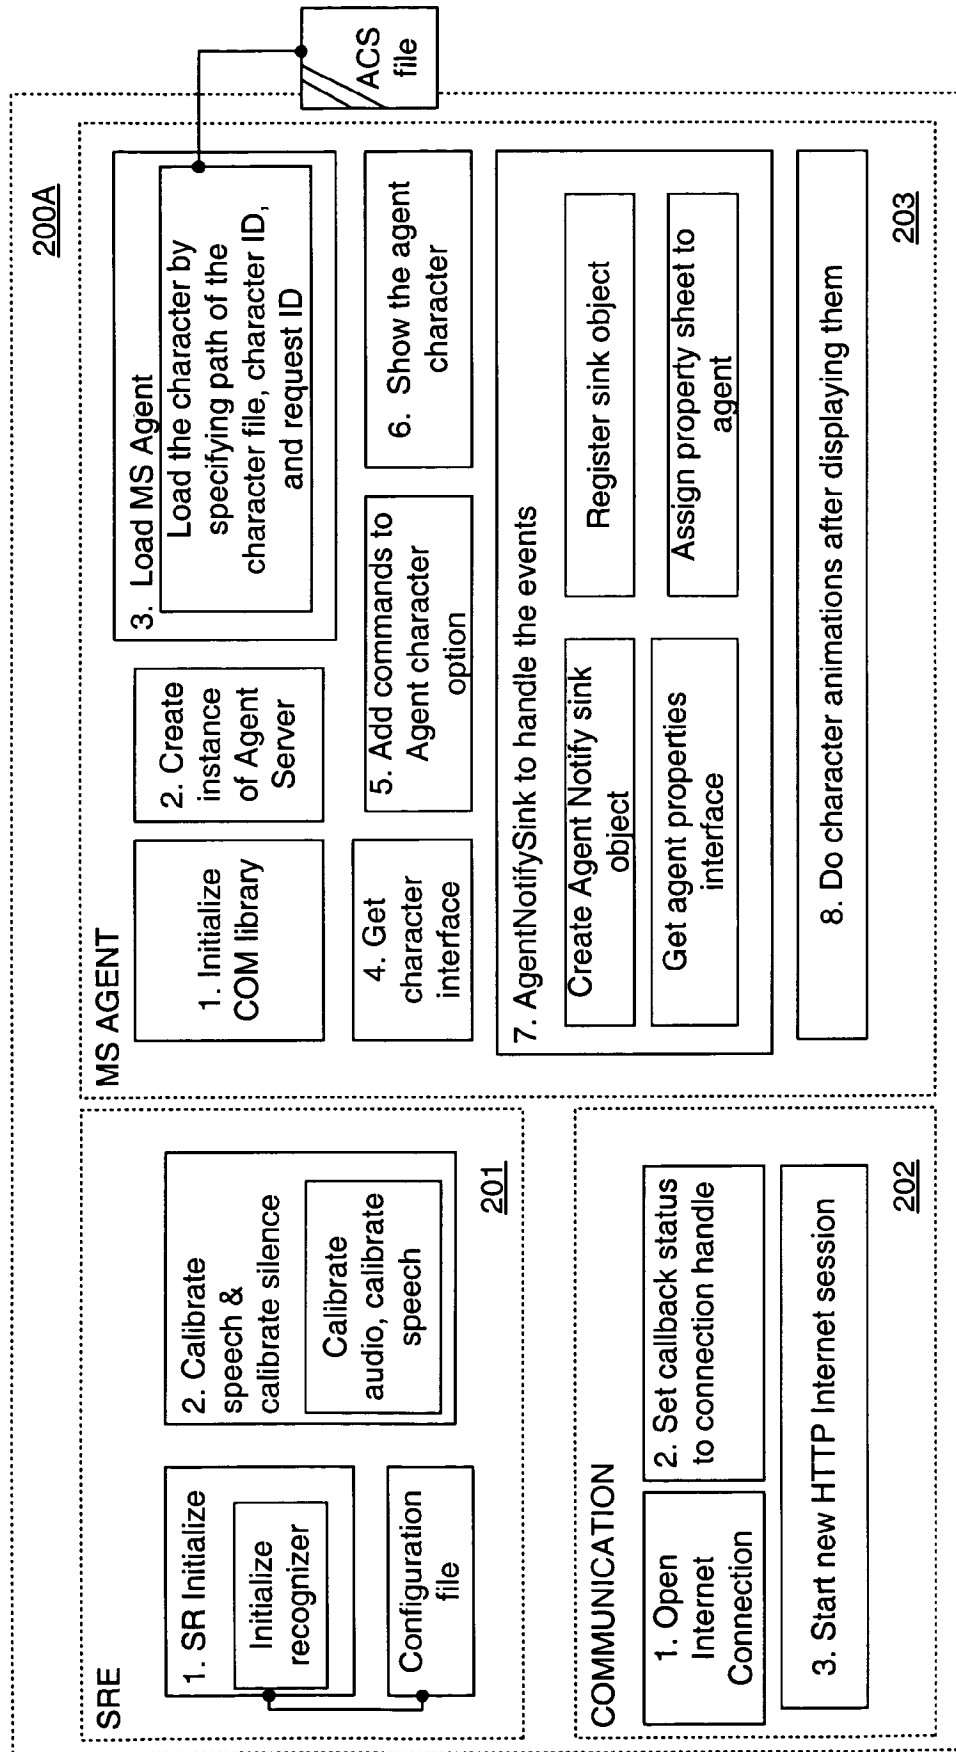 200A
SRE
1. SR Initialize
Initialize
recognizer
Configuration
file
2. Calibrate
speech &
calibrate silence
Calibrate
audio, calibrate
speech
201
COMMUNICATION
1. Open
Internet
Connection
2. Set callback status
to connection handle
3. Start new HTTP Internet session
202
MS AGENT
1. Initialize
COM library
2. Create
instance
of Agent
Server
3. Load MS Agent
Load the character by
specifying path of the
character file, character ID,
and request ID
ACS
file
4. Get
character
interface
5. Add commands to
Agent character
option
6. Show the agent
character
7. AgentNotifySink to handle the events
Create Agent Notify sink
object
Register sink object
Get agent properties
interface
Assign property sheet to
agent
8. Do character animations after displaying them
203